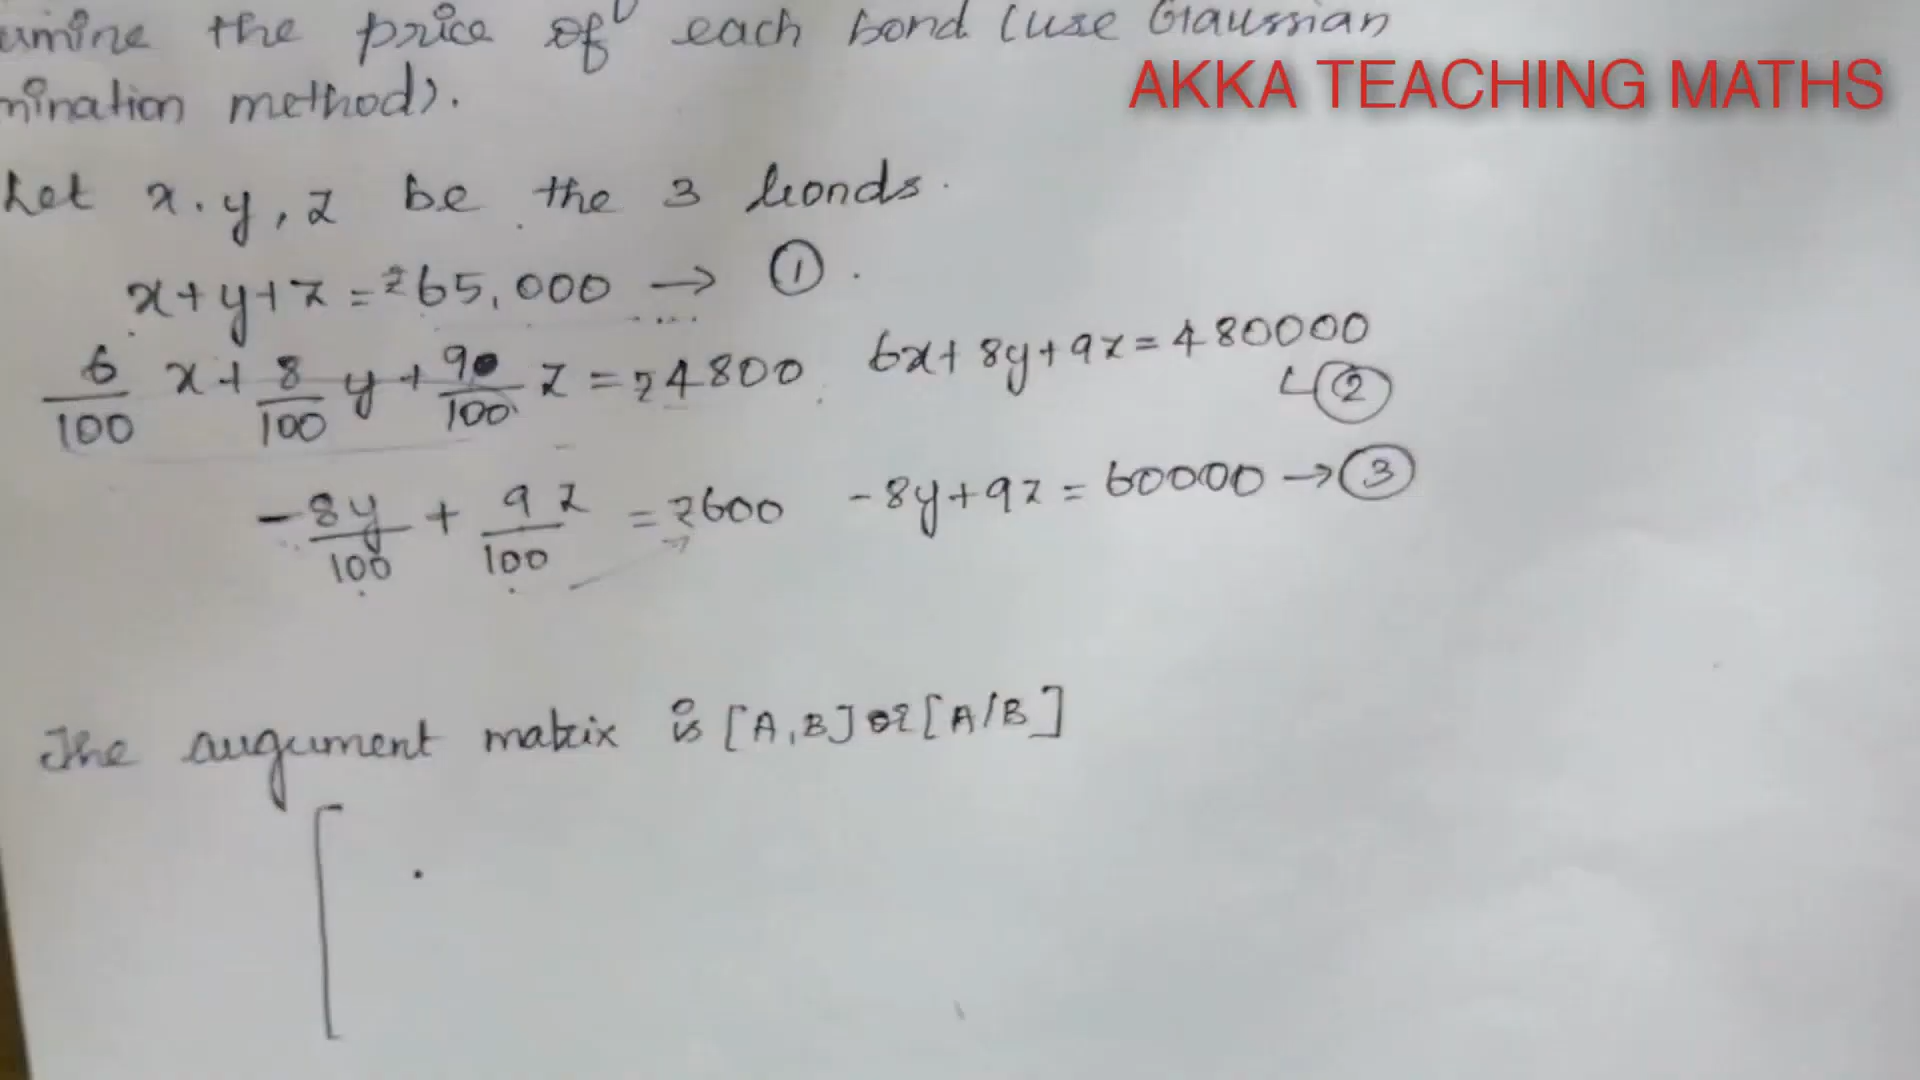 umine the price of each bond (use Gaussian
AKKA TEACHING MATHS
mination method).
Let x, y, z be the 3 bonds.
x+y+z = ₹65,000 → ①.
6/100 x + 8/100 y + 9/100 z = ₹4800 6x+8y+9z = 480000
↳②
-8y/100 + 9z/100 = ₹600 -8y+9z = 60000 → ③
The augument matrix is [A,B] or [A/B]
[